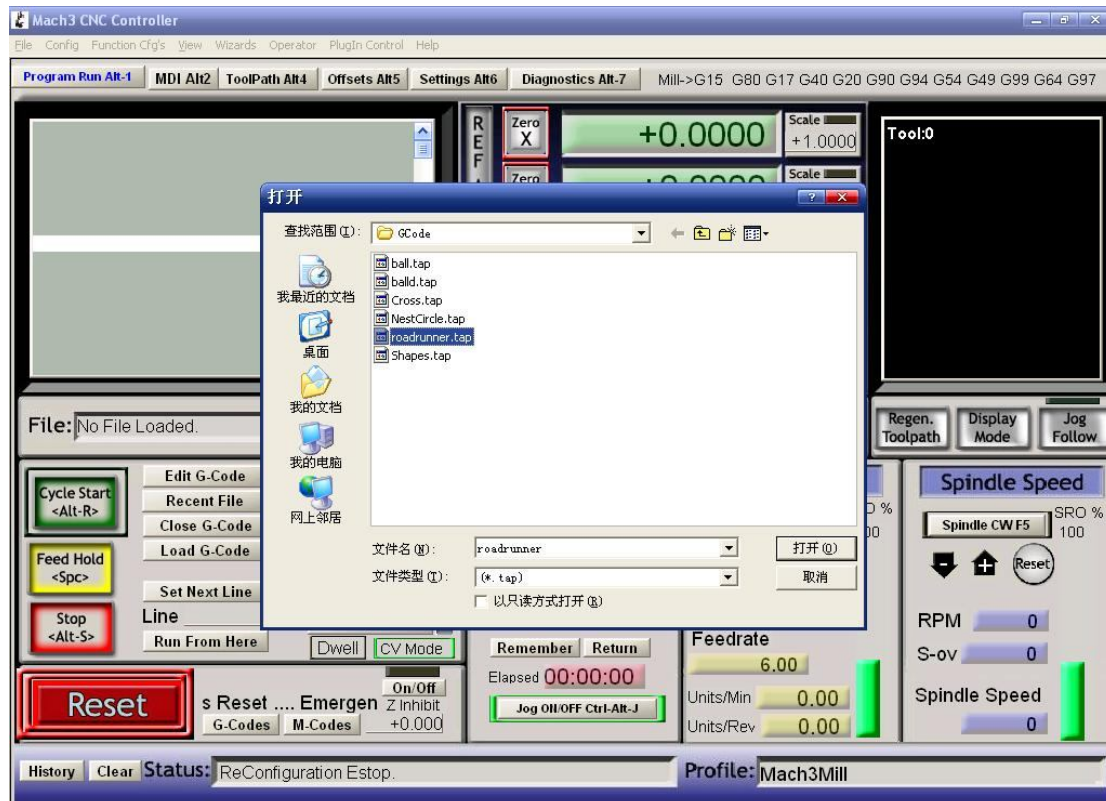 Mach3 CNC Controller
File Config Function Cfg's View Wizards Operator PlugIn Control Help
Program Run Alt-1 MDI Alt2 ToolPath Alt4 Offsets Alt5 Settings Alt6 Diagnostics Alt-7 Mill->G15 G80 G17 G40 G20 G90 G94 G54 G49 G99 G64 G97
REF
Zero X +0.0000 Scale +1.0000
Tool:0
Zero Scale
打开
查找范围(I): GCode
ball.tap
balld.tap
Cross.tap
NestCircle.tap
roadrunner.tap
Shapes.tap
我最近的文档
桌面
我的文档
我的电脑
网上邻居
文件名(N): roadrunner 打开(O)
文件类型(T): (*.tap) 取消
以只读方式打开(R)
File: No File Loaded.
Regen. Toolpath Display Mode Jog Follow
Cycle Start <Alt-R>
Feed Hold <Spc>
Stop <Alt-S>
Edit G-Code
Recent File
Close G-Code
Load G-Code
Set Next Line
Line
Run From Here
Dwell CV Mode
Remember Return
Elapsed 00:00:00
Jog ON/OFF Ctrl-Alt-J
Feedrate
6.00
Units/Min 0.00
Units/Rev 0.00
Spindle Speed
Spindle CW F5 SRO % 100
Reset
RPM 0
S-ov 0
Spindle Speed
0
Reset
s Reset .... Emergen
G-Codes M-Codes
On/Off
Z Inhibit
+0.000
History Clear Status: ReConfiguration Estop. Profile: Mach3Mill